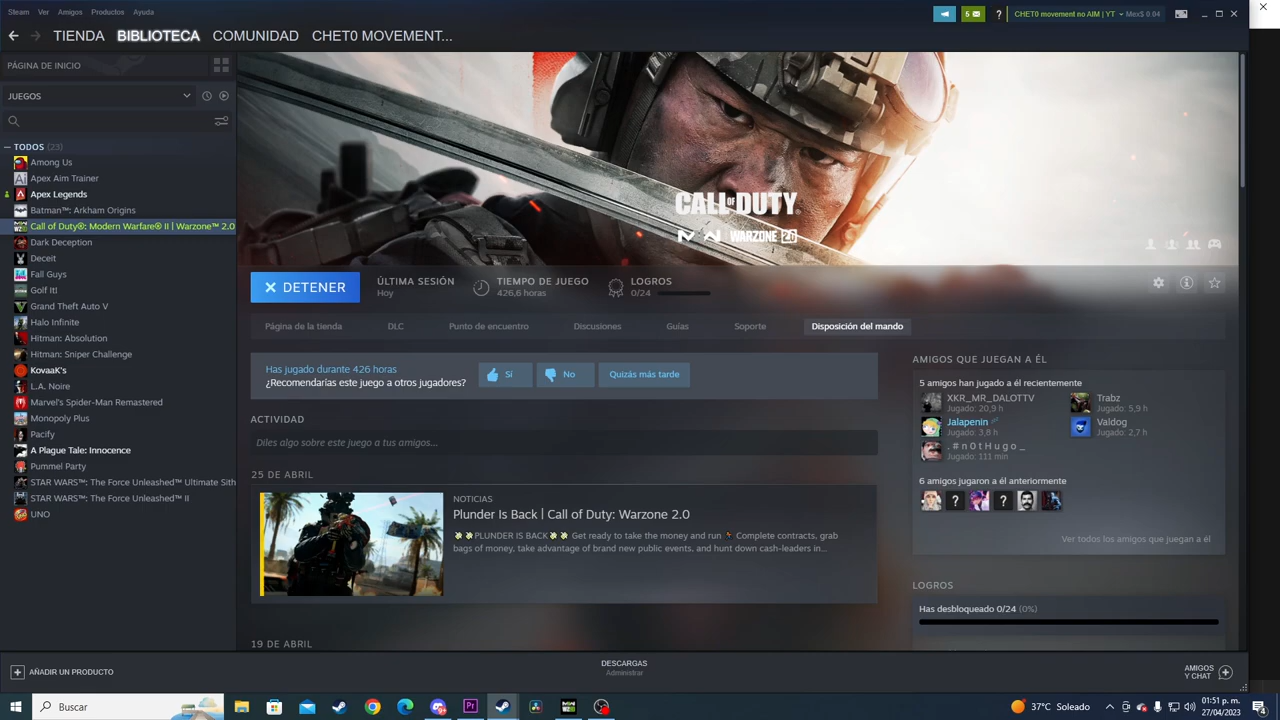 Steam Ver Amigos Productos Ayuda
5 ? CHET0 movement no AIM | YT Mex$ 0.04
TIENDA BIBLIOTECA COMUNIDAD CHET0 MOVEMENT...
PÁGINA DE INICIO
JUEGOS
TODOS (23)
Among Us
Apex Aim Trainer
Apex Legends
Batman™: Arkham Origins
Call of Duty®: Modern Warfare® II | Warzone™ 2.0
Dark Deception
Deceit
Fall Guys
Golf It!
Grand Theft Auto V
Halo Infinite
Hitman: Absolution
Hitman: Sniper Challenge
KovaaK's
L.A. Noire
Marvel's Spider-Man Remastered
Monopoly Plus
Pacify
A Plague Tale: Innocence
Pummel Party
STAR WARS™: The Force Unleashed™ Ultimate Sith
STAR WARS™: The Force Unleashed™ II
UNO
CALL OF DUTY®
WARZONE 2.0
DETENER
ÚLTIMA SESIÓN
Hoy
TIEMPO DE JUEGO
426,6 horas
LOGROS
0/24
Página de la tienda DLC Punto de encuentro Discusiones Guías Soporte Disposición del mando
Has jugado durante 426 horas
¿Recomendarías este juego a otros jugadores?
Sí No Quizás más tarde
ACTIVIDAD
Diles algo sobre este juego a tus amigos...
25 DE ABRIL
NOTICIAS
Plunder Is Back | Call of Duty: Warzone 2.0
💸💸PLUNDER IS BACK💸💸 Get ready to take the money and run Complete contracts, grab
bags of money, take advantage of brand new public events, and hunt down cash-leaders in...
19 DE ABRIL
AMIGOS QUE JUEGAN A ÉL
5 amigos han jugado a él recientemente
XKR_MR_DALOTTV
Jugado: 20,9 h
Trabz
Jugado: 5,9 h
Jalapenin
Jugado: 3,8 h
Valdog
Jugado: 2,7 h
. # n 0 t H u g o _
Jugado: 111 min
6 amigos jugaron a él anteriormente
? ?
Ver todos los amigos que juegan a él
LOGROS
Has desbloqueado 0/24 (0%)
AÑADIR UN PRODUCTO
DESCARGAS
Administrar
AMIGOS
Y CHAT
Buscar
37°C Soleado
01:51 p. m.
27/04/2023
4